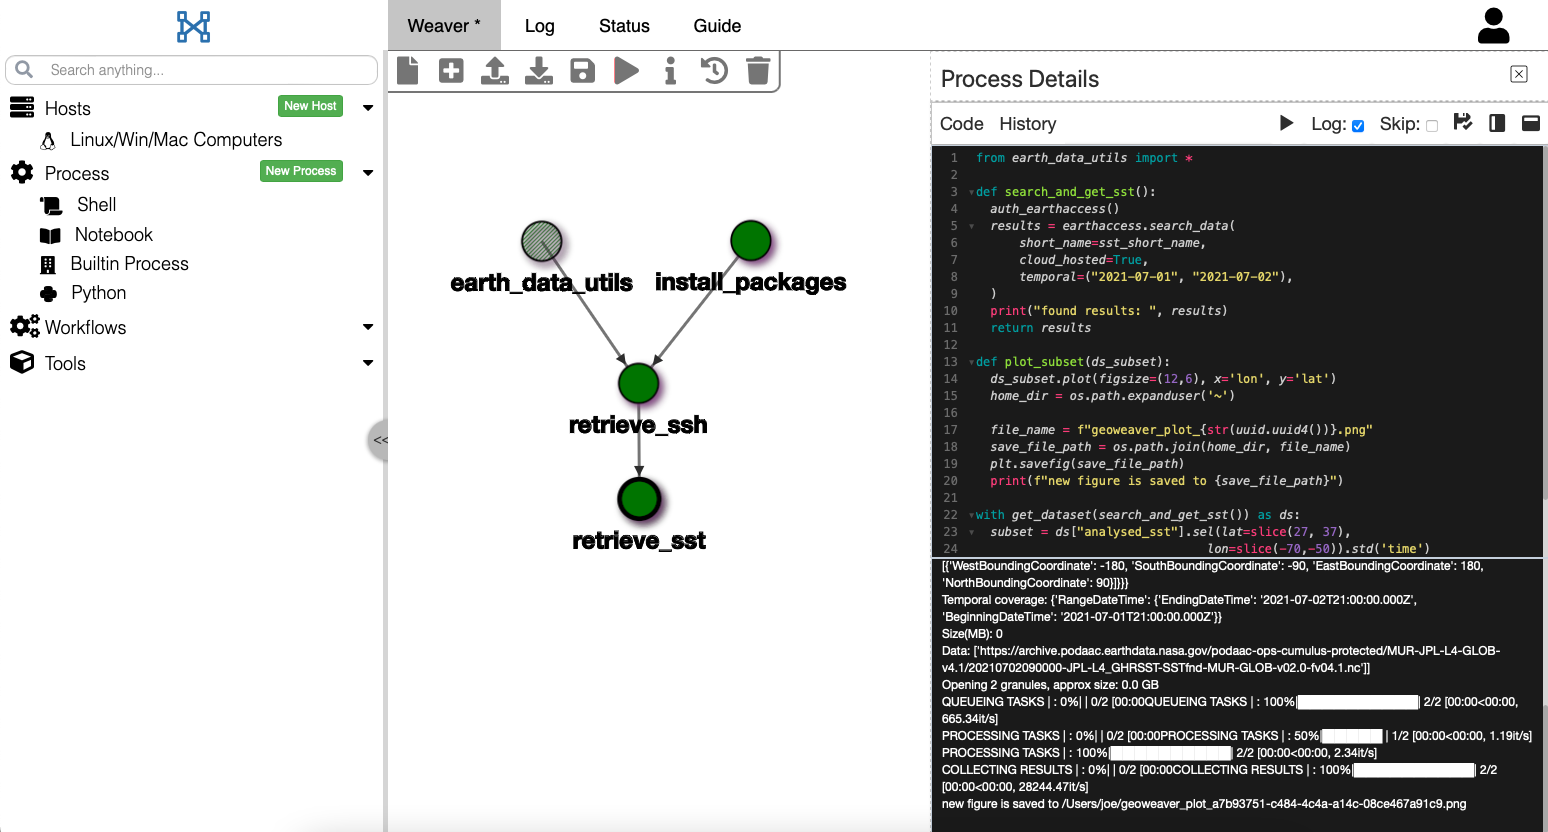 Weaver *
Log
Status
Guide
Search anything...
Hosts
New Host
Linux/Win/Mac Computers
Process
New Process
Shell
Notebook
Builtin Process
Python
Workflows
Tools
<<
earth_data_utils
install_packages
retrieve_ssh
retrieve_sst
Process Details
Code
History
Log:
Skip:
1 from earth_data_utils import *
2
3 def search_and_get_sst():
4 auth_earthaccess()
5 results = earthaccess.search_data(
6 short_name=sst_short_name,
7 cloud_hosted=True,
8 temporal=("2021-07-01", "2021-07-02"),
9 )
10 print("found results: ", results)
11 return results
12
13 def plot_subset(ds_subset):
14 ds_subset.plot(figsize=(12,6), x='lon', y='lat')
15 home_dir = os.path.expanduser('~')
16
17 file_name = f"geoweaver_plot_{str(uuid.uuid4())}.png"
18 save_file_path = os.path.join(home_dir, file_name)
19 plt.savefig(save_file_path)
20 print(f"new figure is saved to {save_file_path}")
21
22 with get_dataset(search_and_get_sst()) as ds:
23 subset = ds["analysed_sst"].sel(lat=slice(27, 37),
24 lon=slice(-70,-50)).std('time')
[{'WestBoundingCoordinate': -180, 'SouthBoundingCoordinate': -90, 'EastBoundingCoordinate': 180,
'NorthBoundingCoordinate': 90}]}}}
Temporal coverage: {'RangeDateTime': {'EndingDateTime': '2021-07-02T21:00:00.000Z',
'BeginningDateTime': '2021-07-01T21:00:00.000Z'}}
Size(MB): 0
Data: ['https://archive.podaac.earthdata.nasa.gov/podaac-ops-cumulus-protected/MUR-JPL-L4-GLOB-
v4.1/20210702090000-JPL-L4_GHRSST-SSTfnd-MUR-GLOB-v02.0-fv04.1.nc']]
Opening 2 granules, approx size: 0.0 GB
QUEUEING TASKS | : 0%| | 0/2 [00:00QUEUEING TASKS | : 100%|██████████| 2/2 [00:00<00:00,
665.34it/s]
PROCESSING TASKS | : 0%| | 0/2 [00:00PROCESSING TASKS | : 50%|█████ | 1/2 [00:00<00:00, 1.19it/s]
PROCESSING TASKS | : 100%|██████████| 2/2 [00:00<00:00, 2.34it/s]
COLLECTING RESULTS | : 0%| | 0/2 [00:00COLLECTING RESULTS | : 100%|██████████| 2/2
[00:00<00:00, 28244.47it/s]
new figure is saved to /Users/joe/geoweaver_plot_a7b93751-c484-4c4a-a14c-08ce467a91c9.png